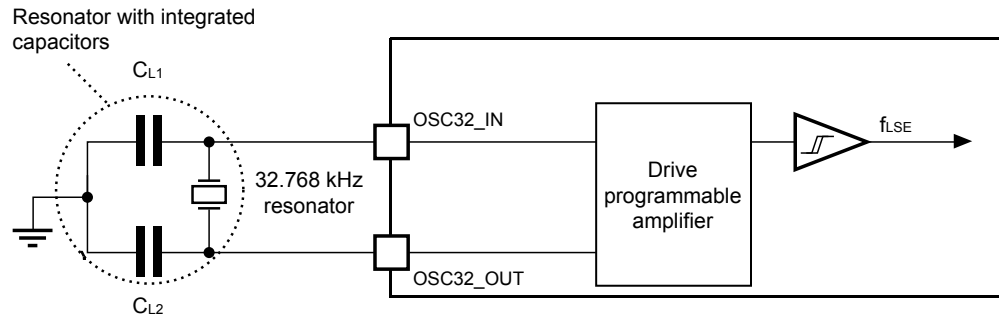 Resonator with integrated
capacitors
CL1
OSC32_IN
fLSE
32.768 kHz
resonator
Drive
programmable
amplifier
OSC32_OUT
CL2